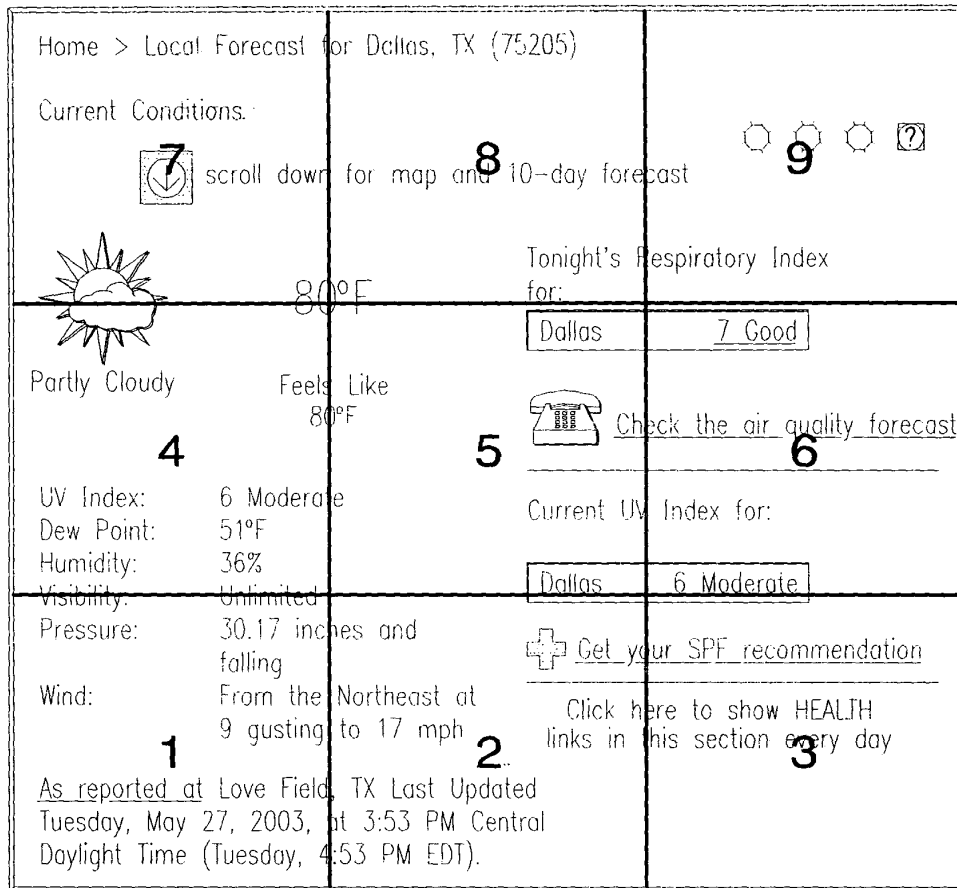 Home > Local Forecast for Dallas, TX (75205)
Current Conditions.
7
8
9
?
scroll down for map and 10-day forecast
80°F
Tonight's Respiratory Index
for:
Dallas 7 Good
Partly Cloudy
Feels Like
80°F
Check the air quality forecast
4
5
6
UV Index: 6 Moderate
Dew Point: 51°F
Humidity: 36%
Visibility: Unlimited
Pressure: 30.17 inches and
falling
Wind: From the Northeast at
9 gusting to 17 mph
Current UV Index for:
Dallas 6 Moderate
Get your SPF recommendation
Click here to show HEALTH
links in this section every day
1
2
3
As reported at Love Field, TX Last Updated
Tuesday, May 27, 2003, at 3:53 PM Central
Daylight Time (Tuesday, 4:53 PM EDT).